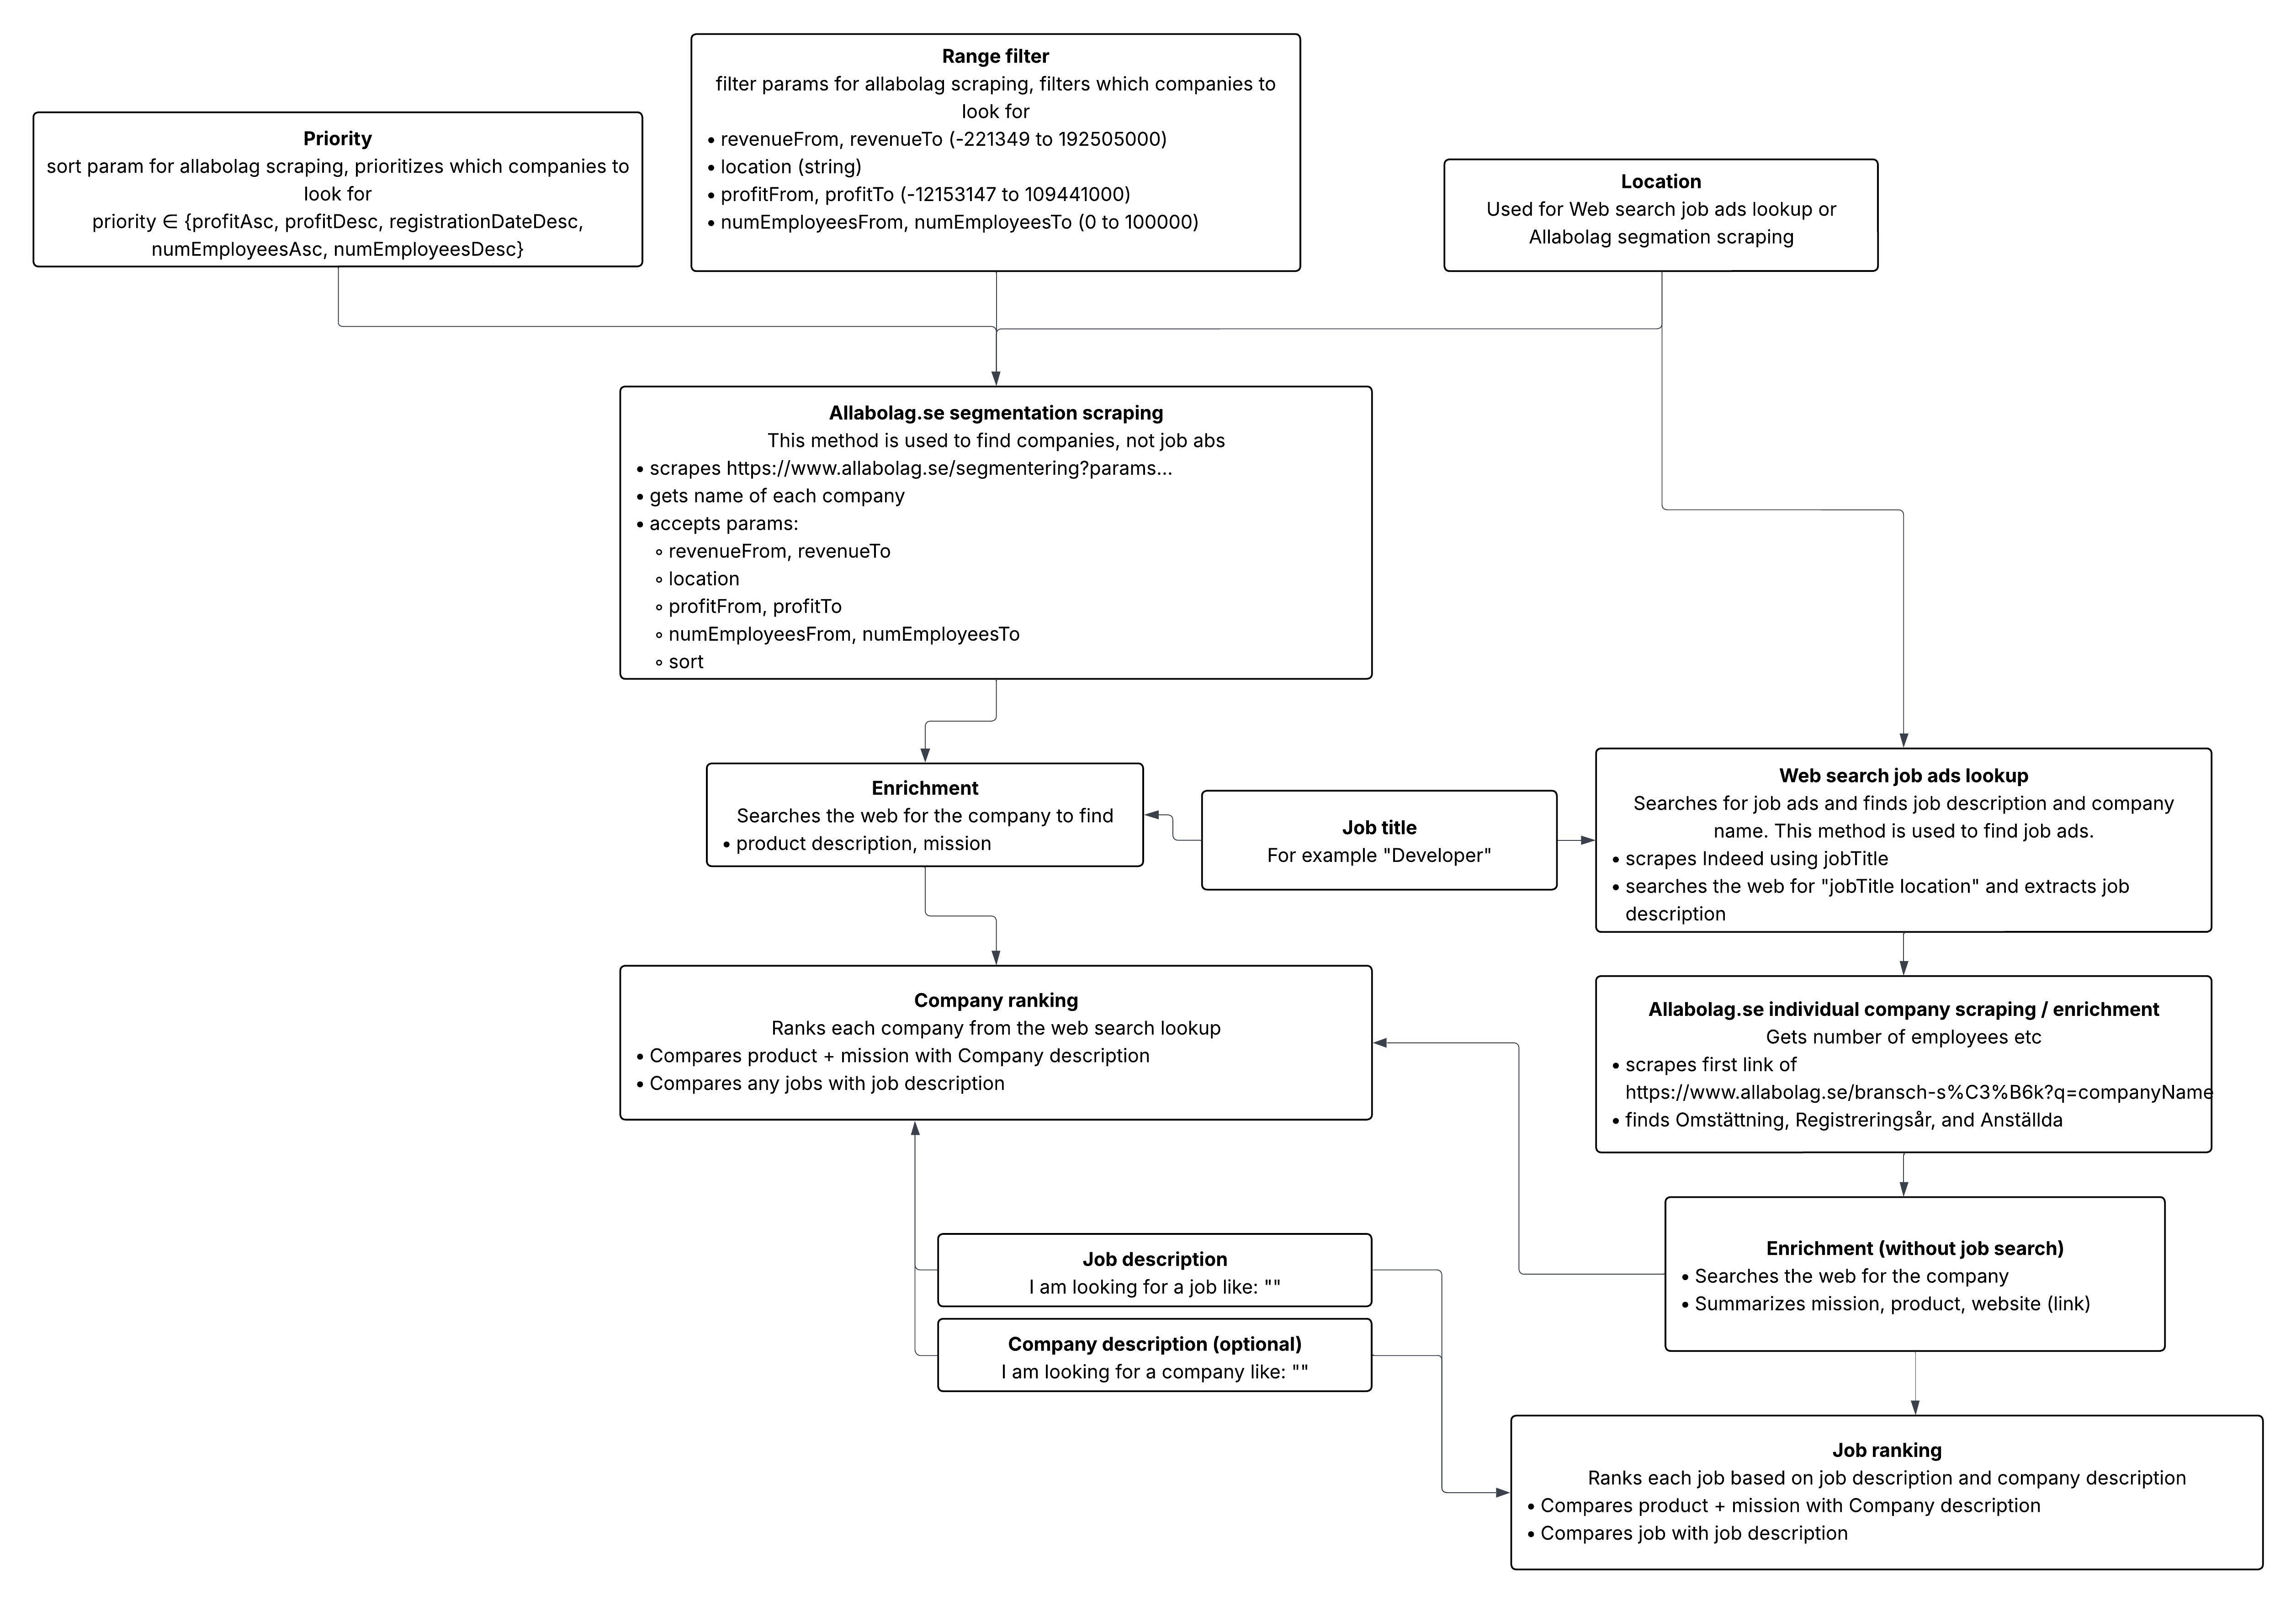 Range filter
filter params for allabolag scraping, filters which companies to
look for
• revenueFrom, revenueTo (-221349 to 192505000)
• location (string)
• profitFrom, profitTo (-12153147 to 109441000)
• numEmployeesFrom, numEmployeesTo (0 to 100000)
Priority
sort param for allabolag scraping, prioritizes which companies to
look for
priority ∈ {profitAsc, profitDesc, registrationDateDesc,
numEmployeesAsc, numEmployeesDesc}
Location
Used for Web search job ads lookup or
Allabolag segmation scraping
Allabolag.se segmentation scraping
This method is used to find companies, not job abs
• scrapes https://www.allabolag.se/segmentering?params...
• gets name of each company
• accepts params:
∘ revenueFrom, revenueTo
∘ location
∘ profitFrom, profitTo
∘ numEmployeesFrom, numEmployeesTo
∘ sort
Enrichment
Searches the web for the company to find
• product description, mission
Job title
For example "Developer"
Web search job ads lookup
Searches for job ads and finds job description and company
name. This method is used to find job ads.
• scrapes Indeed using jobTitle
• searches the web for "jobTitle location" and extracts job
description
Company ranking
Ranks each company from the web search lookup
• Compares product + mission with Company description
• Compares any jobs with job description
Allabolag.se individual company scraping / enrichment
Gets number of employees etc
• scrapes first link of
https://www.allabolag.se/bransch-s%C3%B6k?q=companyName
• finds Omstättning, Registreringsår, and Anställda
Job description
I am looking for a job like: ""
Company description (optional)
I am looking for a company like: ""
Enrichment (without job search)
• Searches the web for the company
• Summarizes mission, product, website (link)
Job ranking
Ranks each job based on job description and company description
• Compares product + mission with Company description
• Compares job with job description